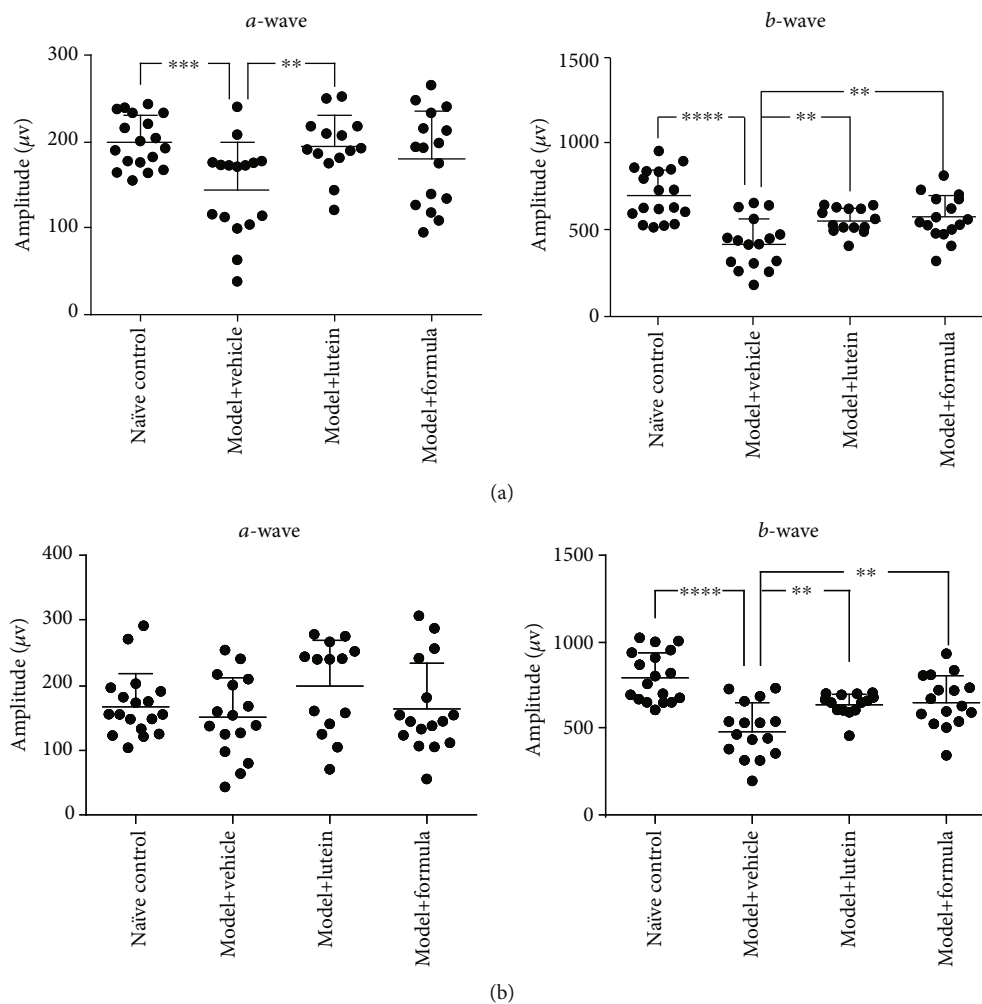 a-wave
300
200
100
0
Amplitude (μv)
***
**
Naïve control
Model+vehicle
Model+lutein
Model+formula
b-wave
1500
1000
500
0
Amplitude (μv)
**
****
**
Naïve control
Model+vehicle
Model+lutein
Model+formula
(a)
a-wave
400
300
200
100
0
Amplitude (μv)
Naïve control
Model+vehicle
Model+lutein
Model+formula
b-wave
1500
1000
500
0
Amplitude (μv)
**
****
**
Naïve control
Model+vehicle
Model+lutein
Model+formula
(b)